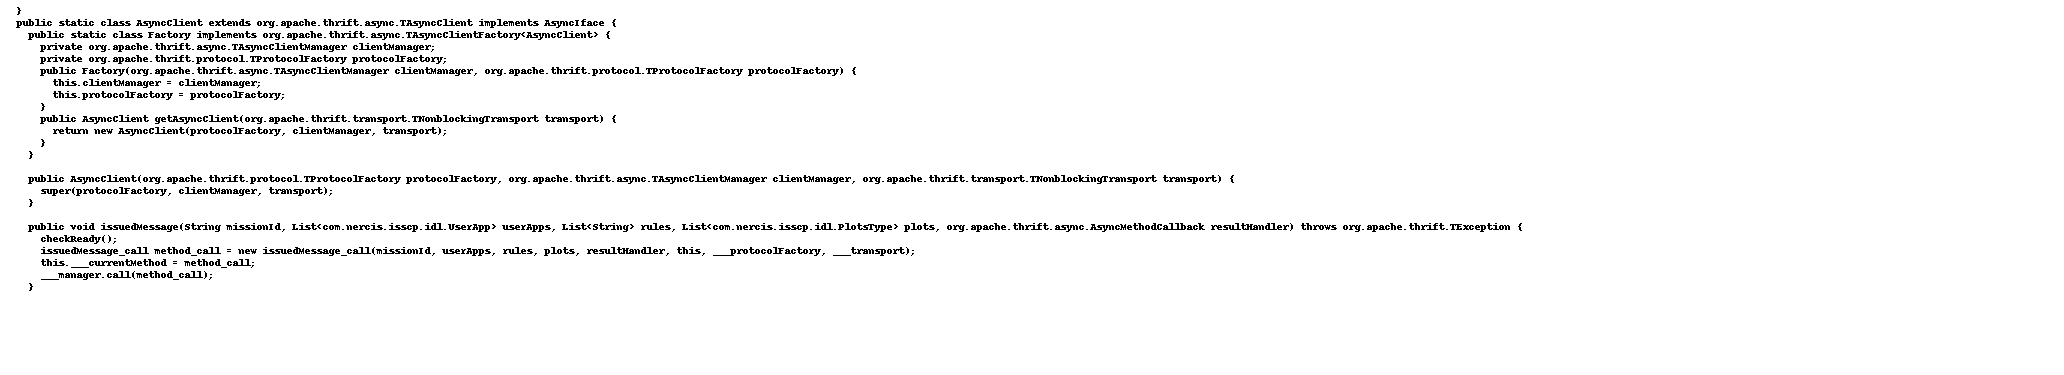 }
public static class AsyncClient extends org.apache.thrift.async.TAsyncClient implements AsyncIface {
public static class Factory implements org.apache.thrift.async.TAsyncClientFactory<AsyncClient> {
private org.apache.thrift.async.TAsyncClientManager clientManager;
private org.apache.thrift.protocol.TProtocolFactory protocolFactory;
public Factory(org.apache.thrift.async.TAsyncClientManager clientManager, org.apache.thrift.protocol.TProtocolFactory protocolFactory) {
this.clientManager = clientManager;
this.protocolFactory = protocolFactory;
}
public AsyncClient getAsyncClient(org.apache.thrift.transport.TNonblockingTransport transport) {
return new AsyncClient(protocolFactory, clientManager, transport);
}
}
public AsyncClient(org.apache.thrift.protocol.TProtocolFactory protocolFactory, org.apache.thrift.async.TAsyncClientManager clientManager, org.apache.thrift.transport.TNonblockingTransport transport) {
super(protocolFactory, clientManager, transport);
}
public void issuedMessage(String missionId, List<com.nercis.isscp.idl.UserApp> userApps, List<String> rules, List<com.nercis.isscp.idl.PlotsType> plots, org.apache.thrift.async.AsyncMethodCallback resultHandler) throws org.apache.thrift.TException {
checkReady();
issuedMessage_call method_call = new issuedMessage_call(missionId, userApps, rules, plots, resultHandler, this, ___protocolFactory, ___transport);
this.___currentMethod = method_call;
___manager.call(method_call);
}